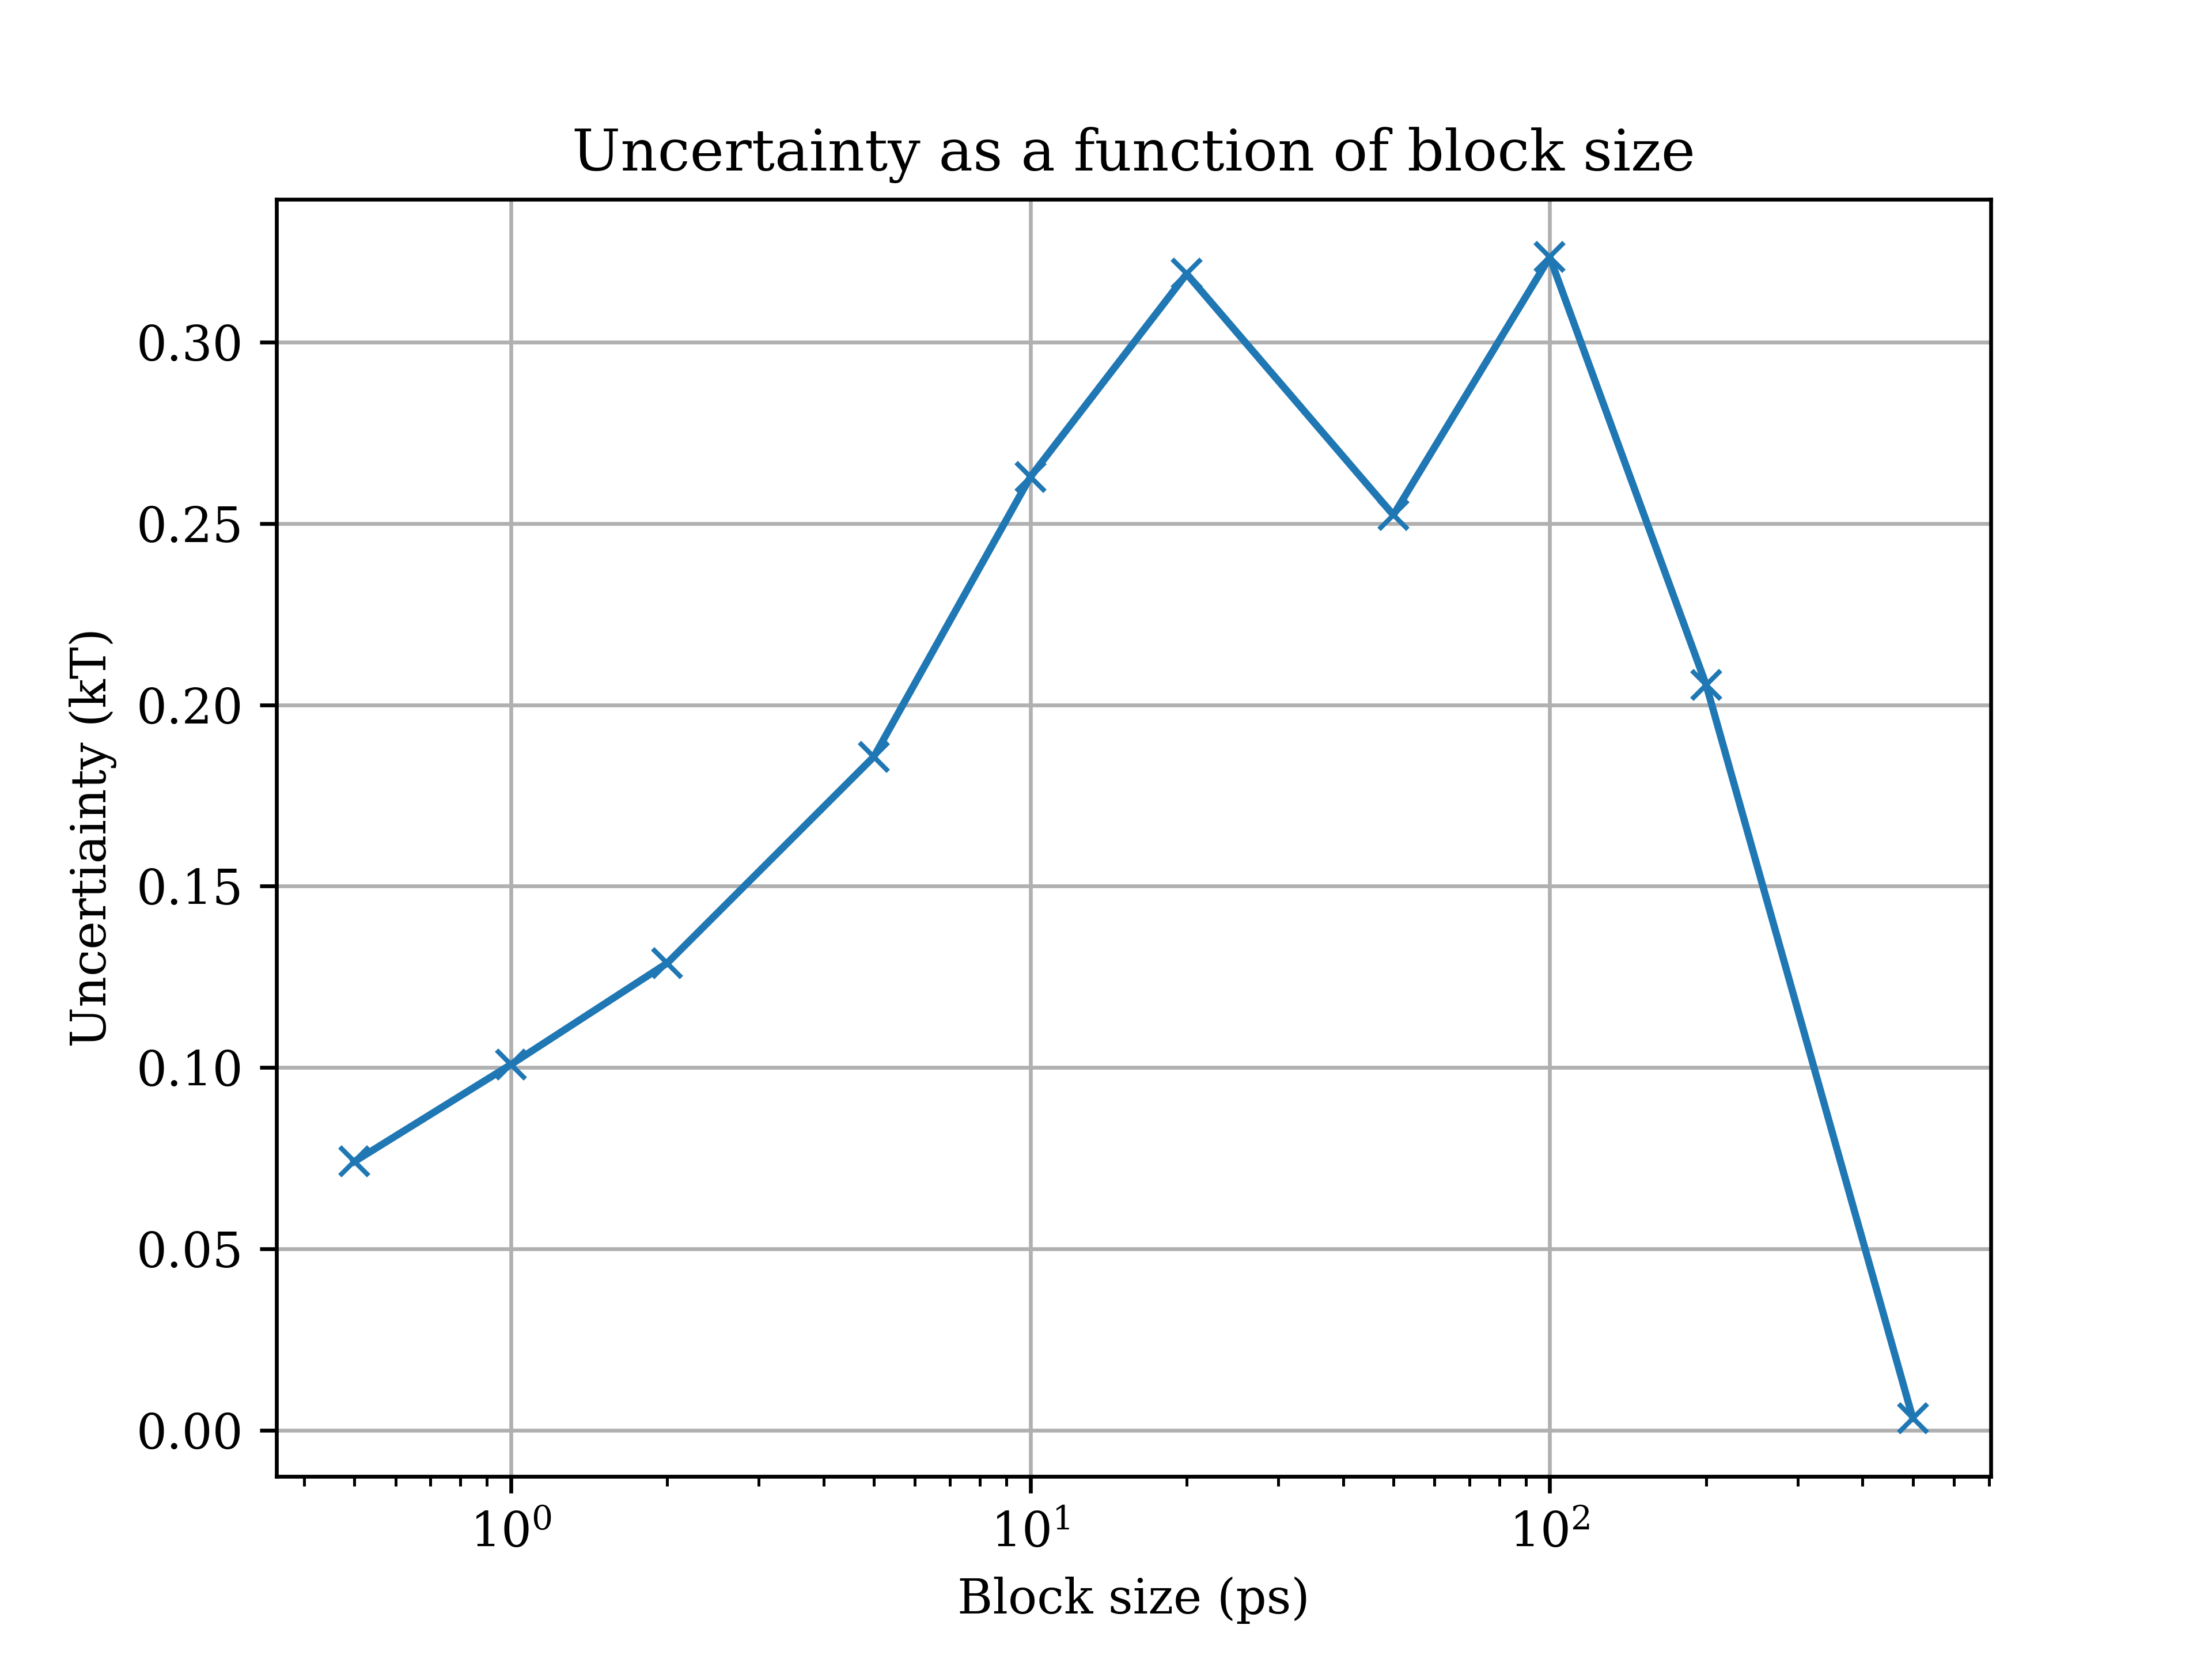 Uncertainty as a function of block size
Uncertiainty (kT)
0.30
0.25
0.20
0.15
0.10
0.05
0.00
10⁰ 10¹ 10²
Block size (ps)